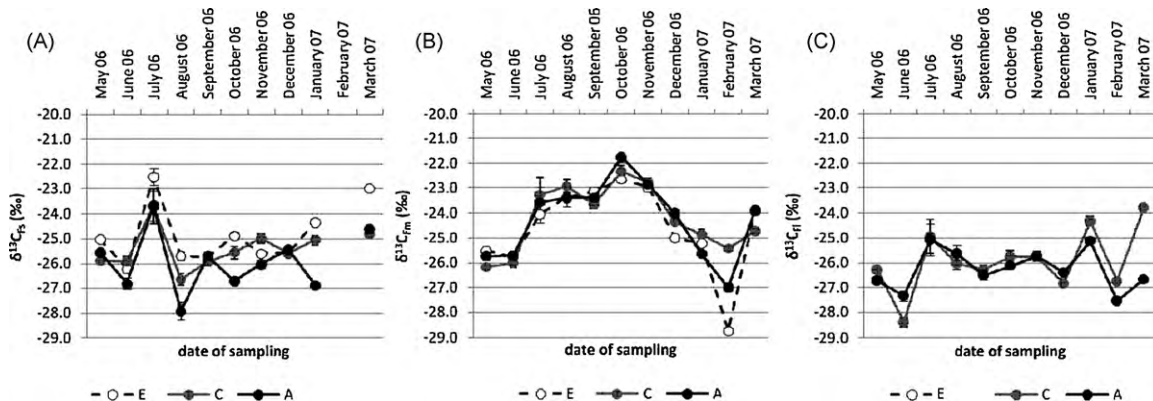 (A)
May 06
June 06
July 06
August 06
September 06
October 06
November 06
December 06
January 07
February 07
March 07
-20.0
-21.0
-22.0
-23.0
-24.0
-25.0
-26.0
-27.0
-28.0
-29.0
δ¹³C_Fs (‰)
date of sampling
E C A
(B)
May 06
June 06
July 06
August 06
September 06
October 06
November 06
December 06
January 07
February 07
March 07
-20.0
-21.0
-22.0
-23.0
-24.0
-25.0
-26.0
-27.0
-28.0
-29.0
δ¹³C_Fm (‰)
date of sampling
E C A
(C)
May 06
June 06
July 06
August 06
September 06
October 06
November 06
December 06
January 07
February 07
March 07
-20.0
-21.0
-22.0
-23.0
-24.0
-25.0
-26.0
-27.0
-28.0
-29.0
δ¹³C_Fl (‰)
date of sampling
C A